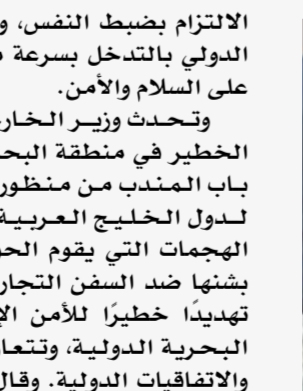 الالتزام بضبط النفس، و
الدولي بالتدخل بسرعة
على السلام والأمن.
وتحدث وزير الخار
الخطير في منطقة البحـ
باب المندب من منظور
لدول الخليج العربية
الهجمات التي يقوم الحو
بشنها ضد السفن التجار
تهديدًا خطيرًا للأمن الإ
البحرية الدولية، وتتعا
والاتفاقيات الدولية. وقال